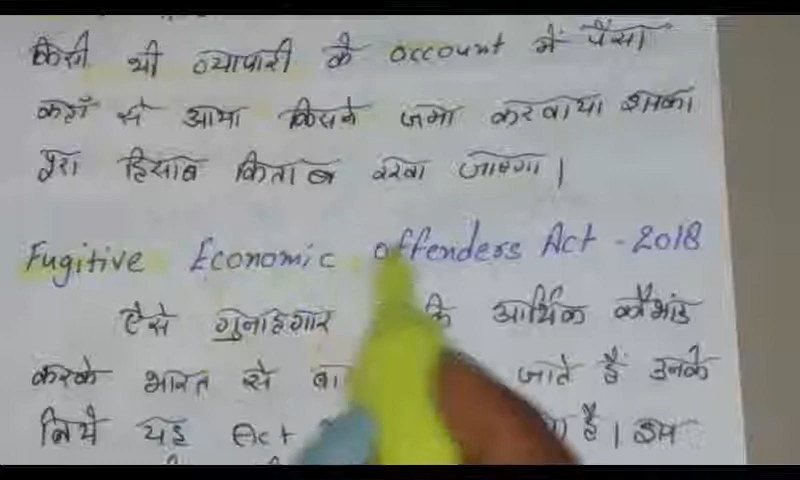 किसी भी व्यापारी के account में पैसा
कहाँ से आया किसने जमा करवाया इसका
पूरा हिसाब किताब रखा जाएगा।
Fugitive Economic Offenders Act - 2018
ऐसे गुनाहगार कि आर्थिक कौभांड
करके भारत से जाते हैं उनके
लिये यह Act है। इस